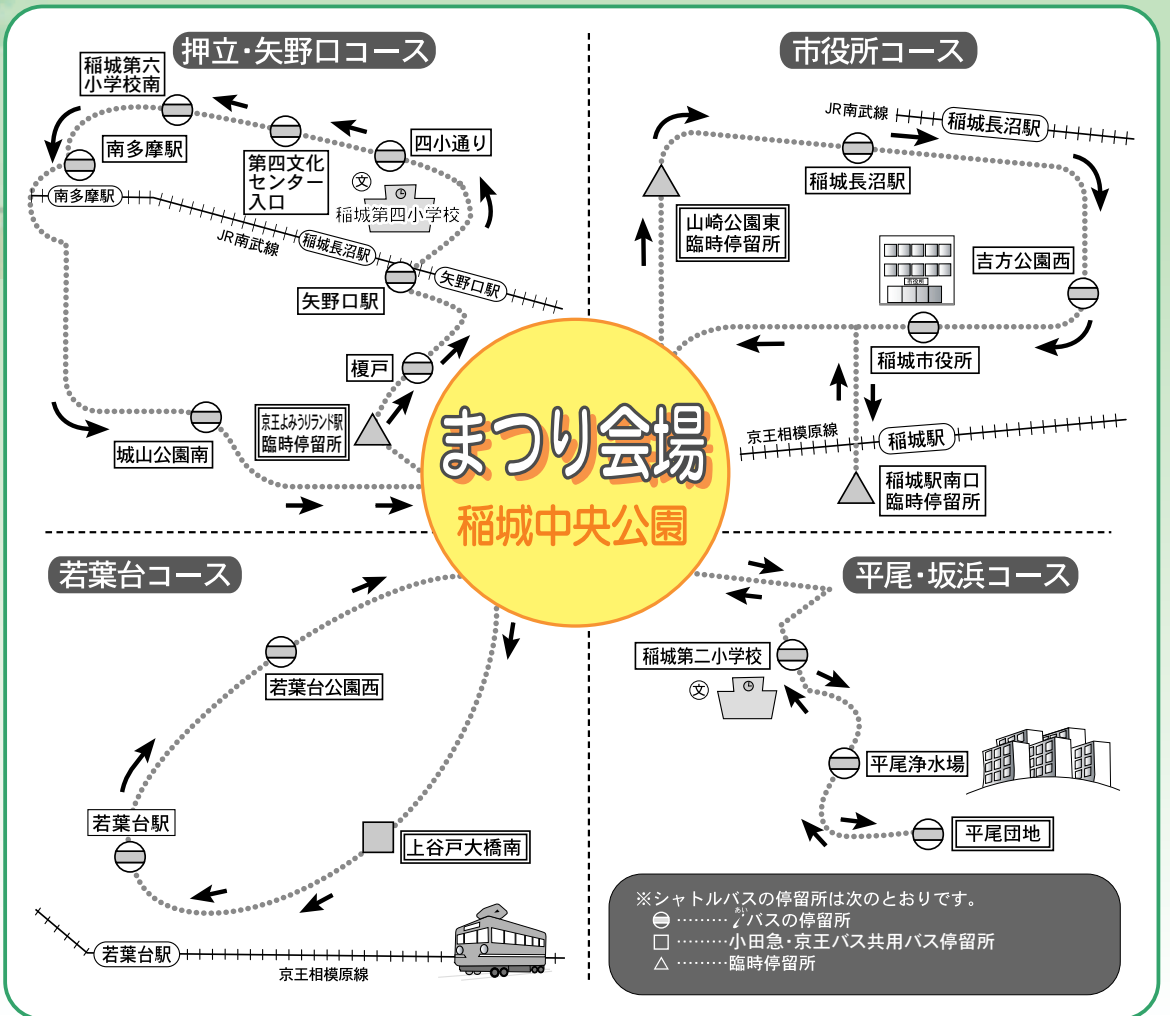 押立・矢野口コース
稲城第六
小学校南
南多摩駅
南多摩駅
第四文化
センター
入口
四小通り
文
稲城第四小学校
JR南武線
稲城長沼駅
矢野口駅
矢野口駅
榎戸
京王よみうりランド駅
臨時停留所
城山公園南
市役所コース
JR南武線
稲城長沼駅
稲城長沼駅
山崎公園東
臨時停留所
吉方公園西
市役所
稲城市役所
京王相模原線
稲城駅
稲城駅南口
臨時停留所
まつり会場
稲城中央公園
若葉台コース
若葉台公園西
若葉台駅
上谷戸大橋南
若葉台駅
京王相模原線
平尾・坂浜コース
稲城第二小学校
文
平尾浄水場
平尾団地
※シャトルバスの停留所は次のとおりです。
あい
………iバスの停留所
□ ………小田急・京王バス共用バス停留所
△ ………臨時停留所